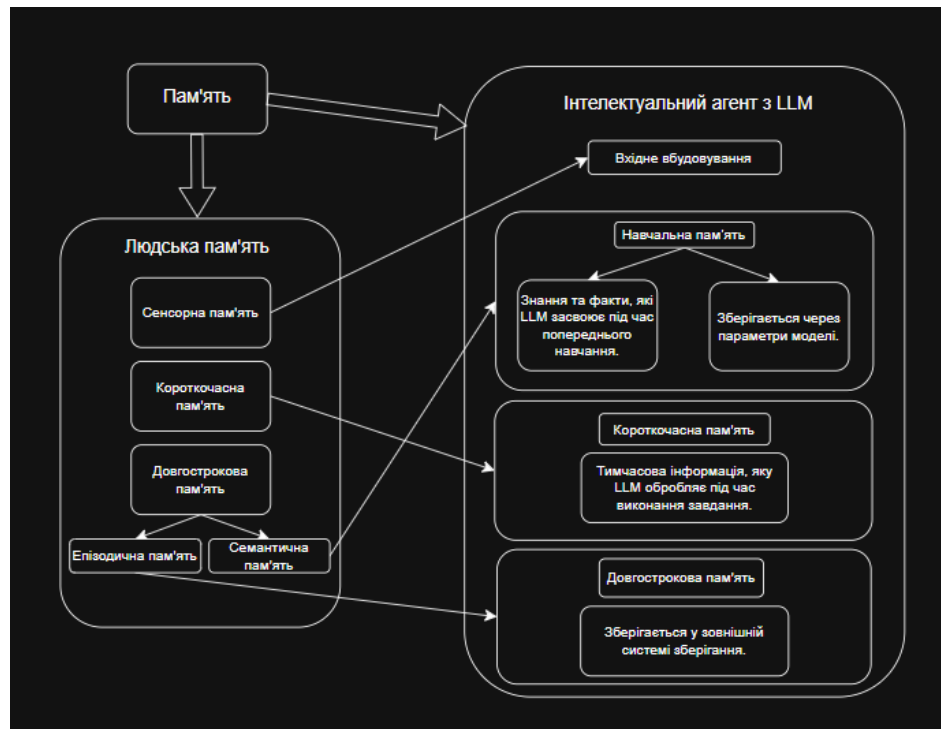 Пам'ять
Людська пам'ять
Сенсорна пам'ять
Короткочасна
пам'ять
Довгострокова
пам'ять
Епізодична пам'ять
Семантична
пам'ять
Інтелектуальний агент з LLM
Вхідне вбудовування
Навчальна пам'ять
Знання та факти, які
LLM засвоює під час
попереднього
навчання.
Зберігається через
параметри моделі.
Короткочасна пам'ять
Тимчасова інформація, яку
LLM обробляє під час
виконання завдання.
Довгострокова пам'ять
Зберігається у зовнішній
системі зберігання.